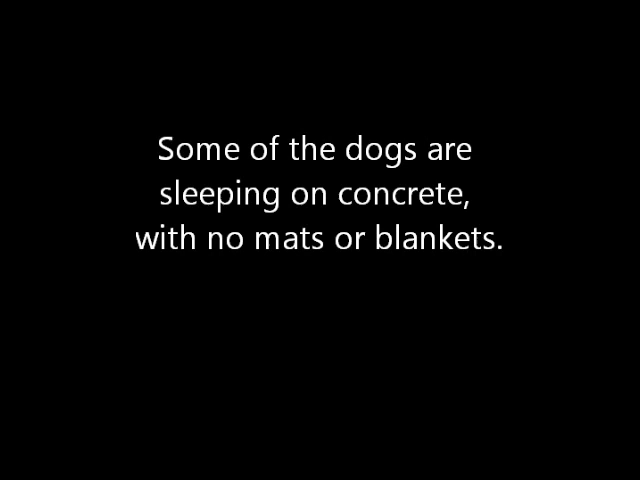 Some of the dogs are
sleeping on concrete,
with no mats or blankets.